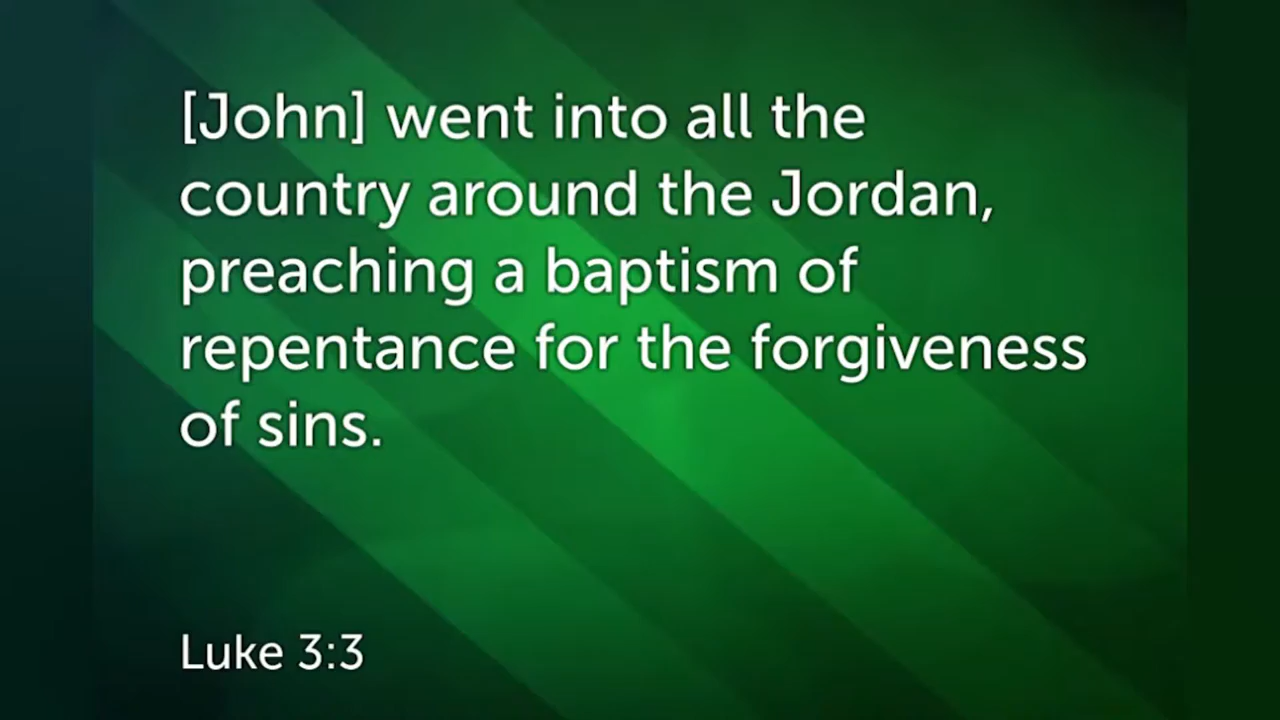 [John] went into all the
country around the Jordan,
preaching a baptism of
repentance for the forgiveness
of sins.
Luke 3:3